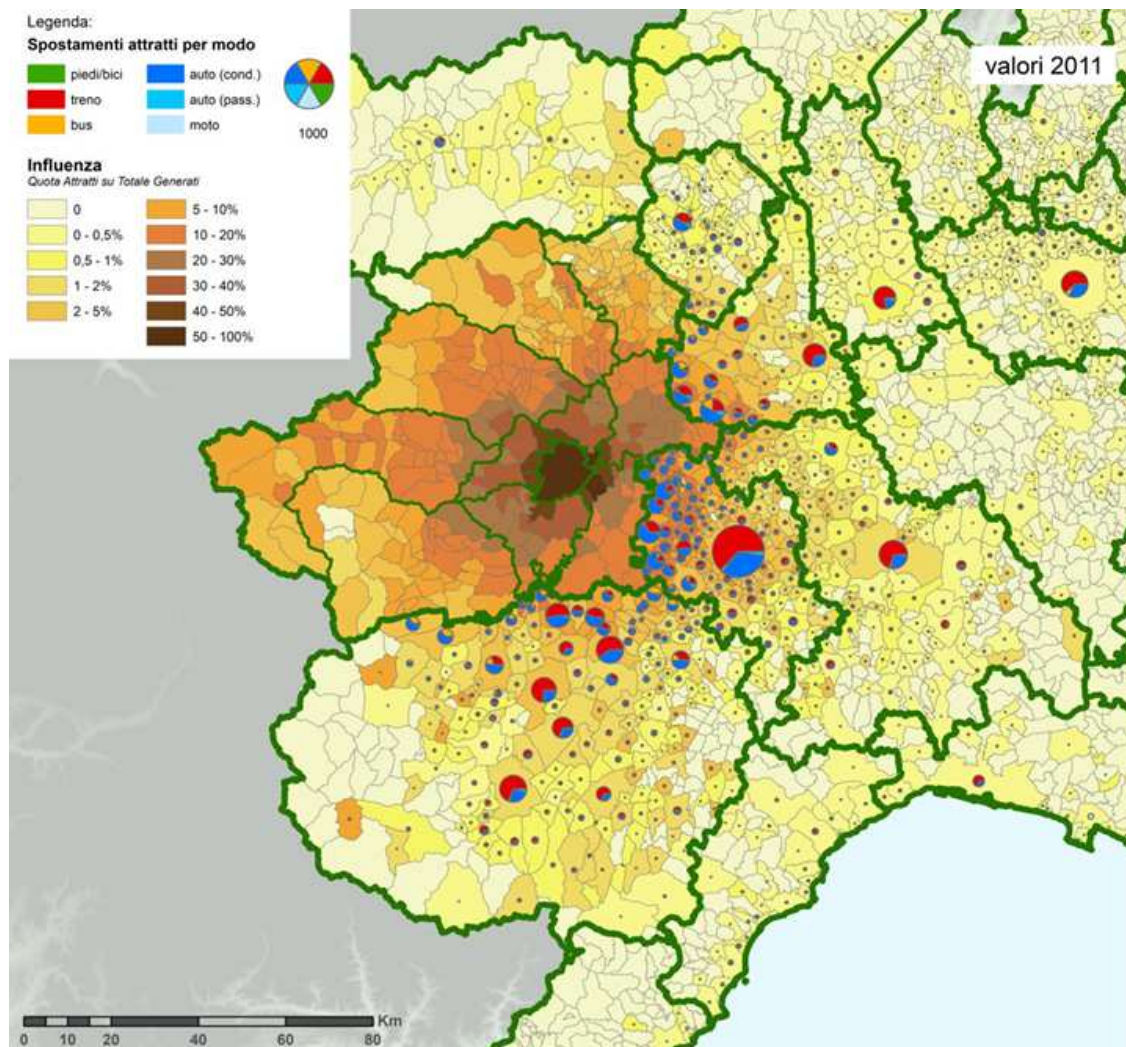 Legenda:
Spostamenti attratti per modo
piedi/bici
auto (cond.)
treno
auto (pass.)
bus
moto
1000
Influenza
Quota Attratti su Totale Generati
0
5 - 10%
0 - 0,5%
10 - 20%
0,5 - 1%
20 - 30%
1 - 2%
30 - 40%
2 - 5%
40 - 50%
50 - 100%
valori 2011
Km
0 10 20 40 60 80